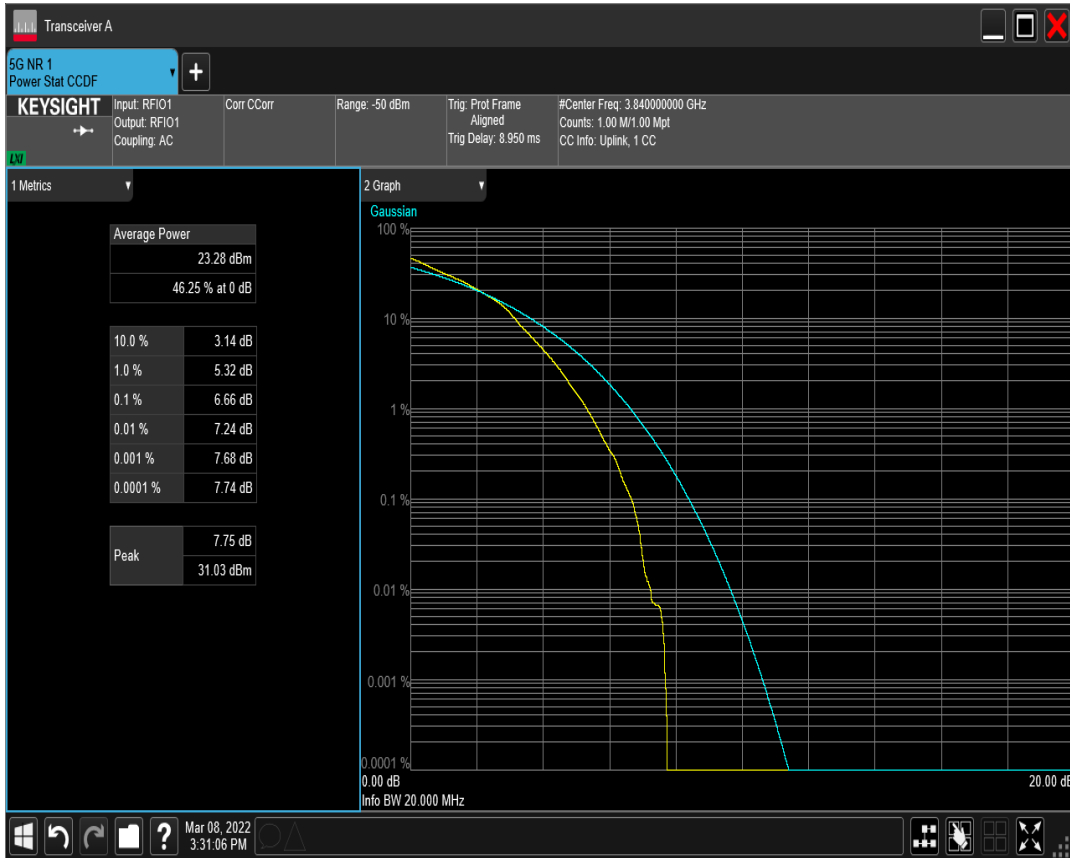 Transceiver A
5G NR 1
Power Stat CCDF
+
KEYSIGHT
LXI
Input: RFIO1
Output: RFIO1
Coupling: AC
Corr CCorr
Range: -50 dBm
Trig: Prot Frame
Aligned
Trig Delay: 8.950 ms
#Center Freq: 3.840000000 GHz
Counts: 1.00 M/1.00 Mpt
CC Info: Uplink, 1 CC
1 Metrics
Average Power
23.28 dBm
46.25 % at 0 dB
10.0 % 3.14 dB
1.0 % 5.32 dB
0.1 % 6.66 dB
0.01 % 7.24 dB
0.001 % 7.68 dB
0.0001 % 7.74 dB
Peak 7.75 dB
31.03 dBm
2 Graph
Gaussian
100 %
10 %
1 %
0.1 %
0.01 %
0.001 %
0.0001 %
0.00 dB 20.00 dB
Info BW 20.000 MHz
?
Mar 08, 2022
3:31:06 PM